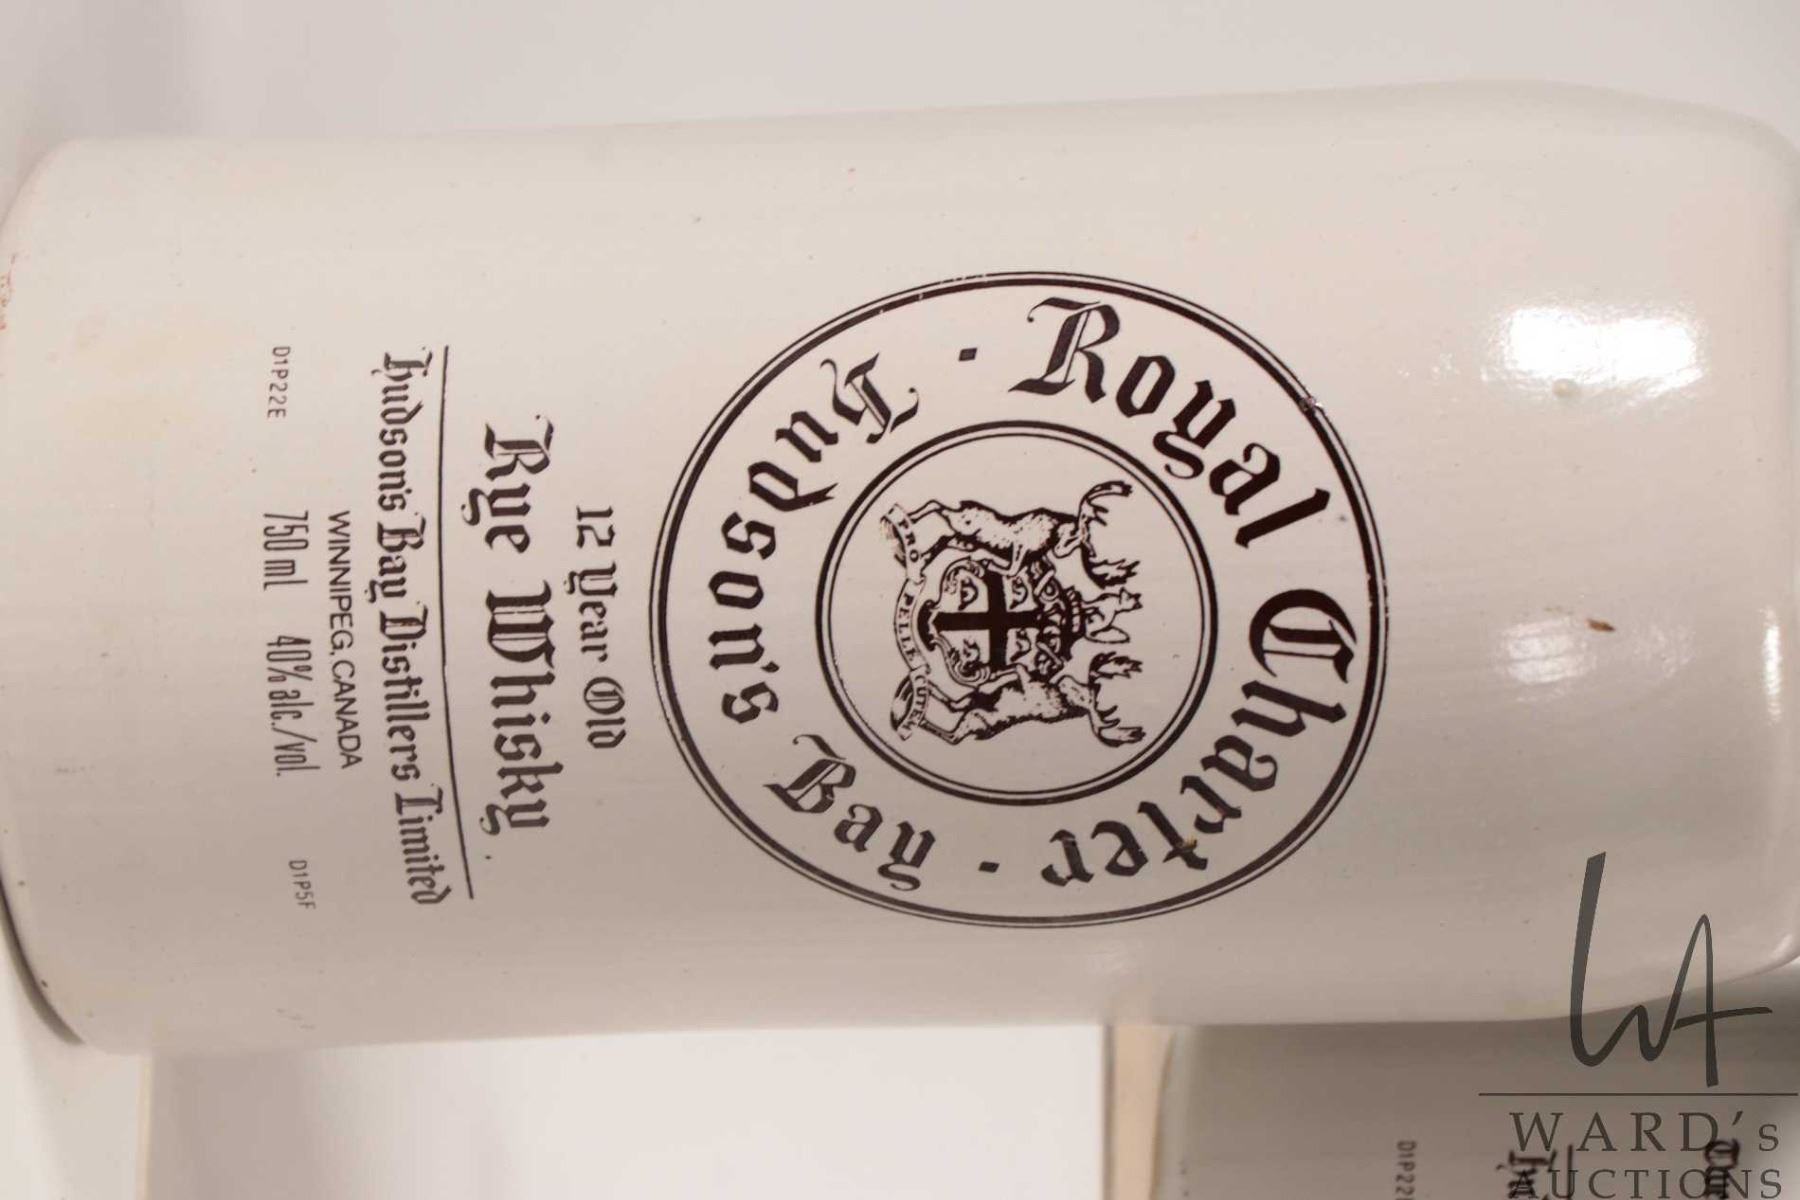 Royal Charter
· Hudson's Bay ·
PRO PELLE CUTEM
12 Year Old
Rye Whisky
Hudson's Bay Distillers Limited
WINNIPEG, CANADA
D1P22E 750 ml 40% alc./vol. D1P5F
D1P22
WARD's
AUCTIONS